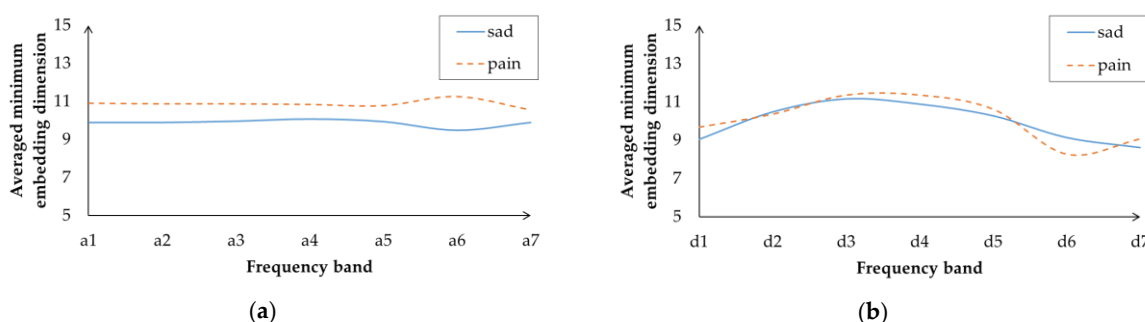 Averaged minimum
embedding dimension
15
13
11
9
7
5
a1 a2 a3 a4 a5 a6 a7
Frequency band
sad
pain
(a)
Averaged minimum
embedding dimension
15
13
11
9
7
5
d1 d2 d3 d4 d5 d6 d7
Frequency band
sad
pain
(b)